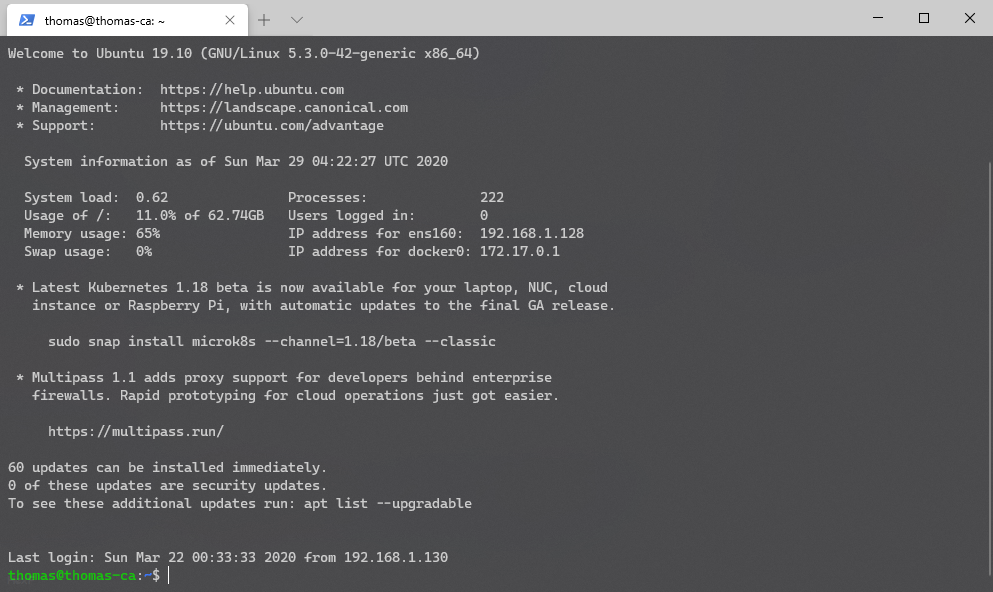 thomas@thomas-ca: ~
Welcome to Ubuntu 19.10 (GNU/Linux 5.3.0-42-generic x86_64)
* Documentation:  https://help.ubuntu.com
* Management:     https://landscape.canonical.com
* Support:        https://ubuntu.com/advantage
System information as of Sun Mar 29 04:22:27 UTC 2020
System load:  0.62               Processes:              222
Usage of /:   11.0% of 62.74GB   Users logged in:        0
Memory usage: 65%                IP address for ens160:  192.168.1.128
Swap usage:   0%                 IP address for docker0: 172.17.0.1
* Latest Kubernetes 1.18 beta is now available for your laptop, NUC, cloud
instance or Raspberry Pi, with automatic updates to the final GA release.
sudo snap install microk8s --channel=1.18/beta --classic
* Multipass 1.1 adds proxy support for developers behind enterprise
firewalls. Rapid prototyping for cloud operations just got easier.
https://multipass.run/
60 updates can be installed immediately.
0 of these updates are security updates.
To see these additional updates run: apt list --upgradable
Last login: Sun Mar 22 00:33:33 2020 from 192.168.1.130
thomas@thomas-ca:~$